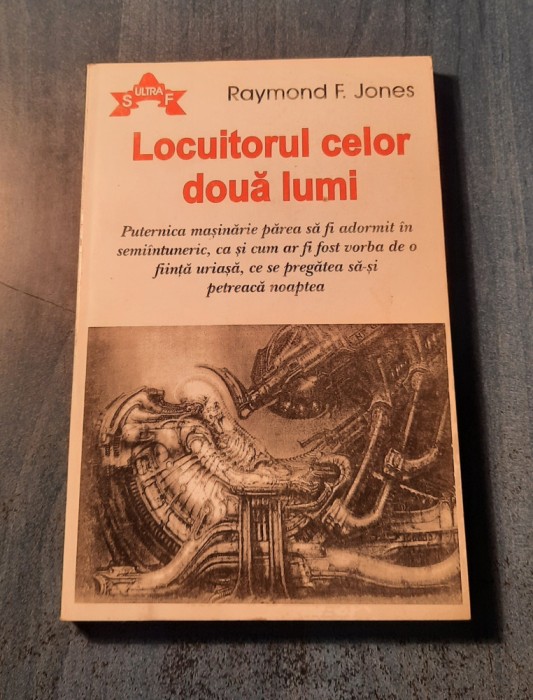 ULTRA
S F
Raymond F. Jones
Locuitorul celor
două lumi
Puternica mașinărie părea să fi adormit în
semiîntuneric, ca și cum ar fi fost vorba de o
ființă uriașă, ce se pregătea să-și
petreacă noaptea